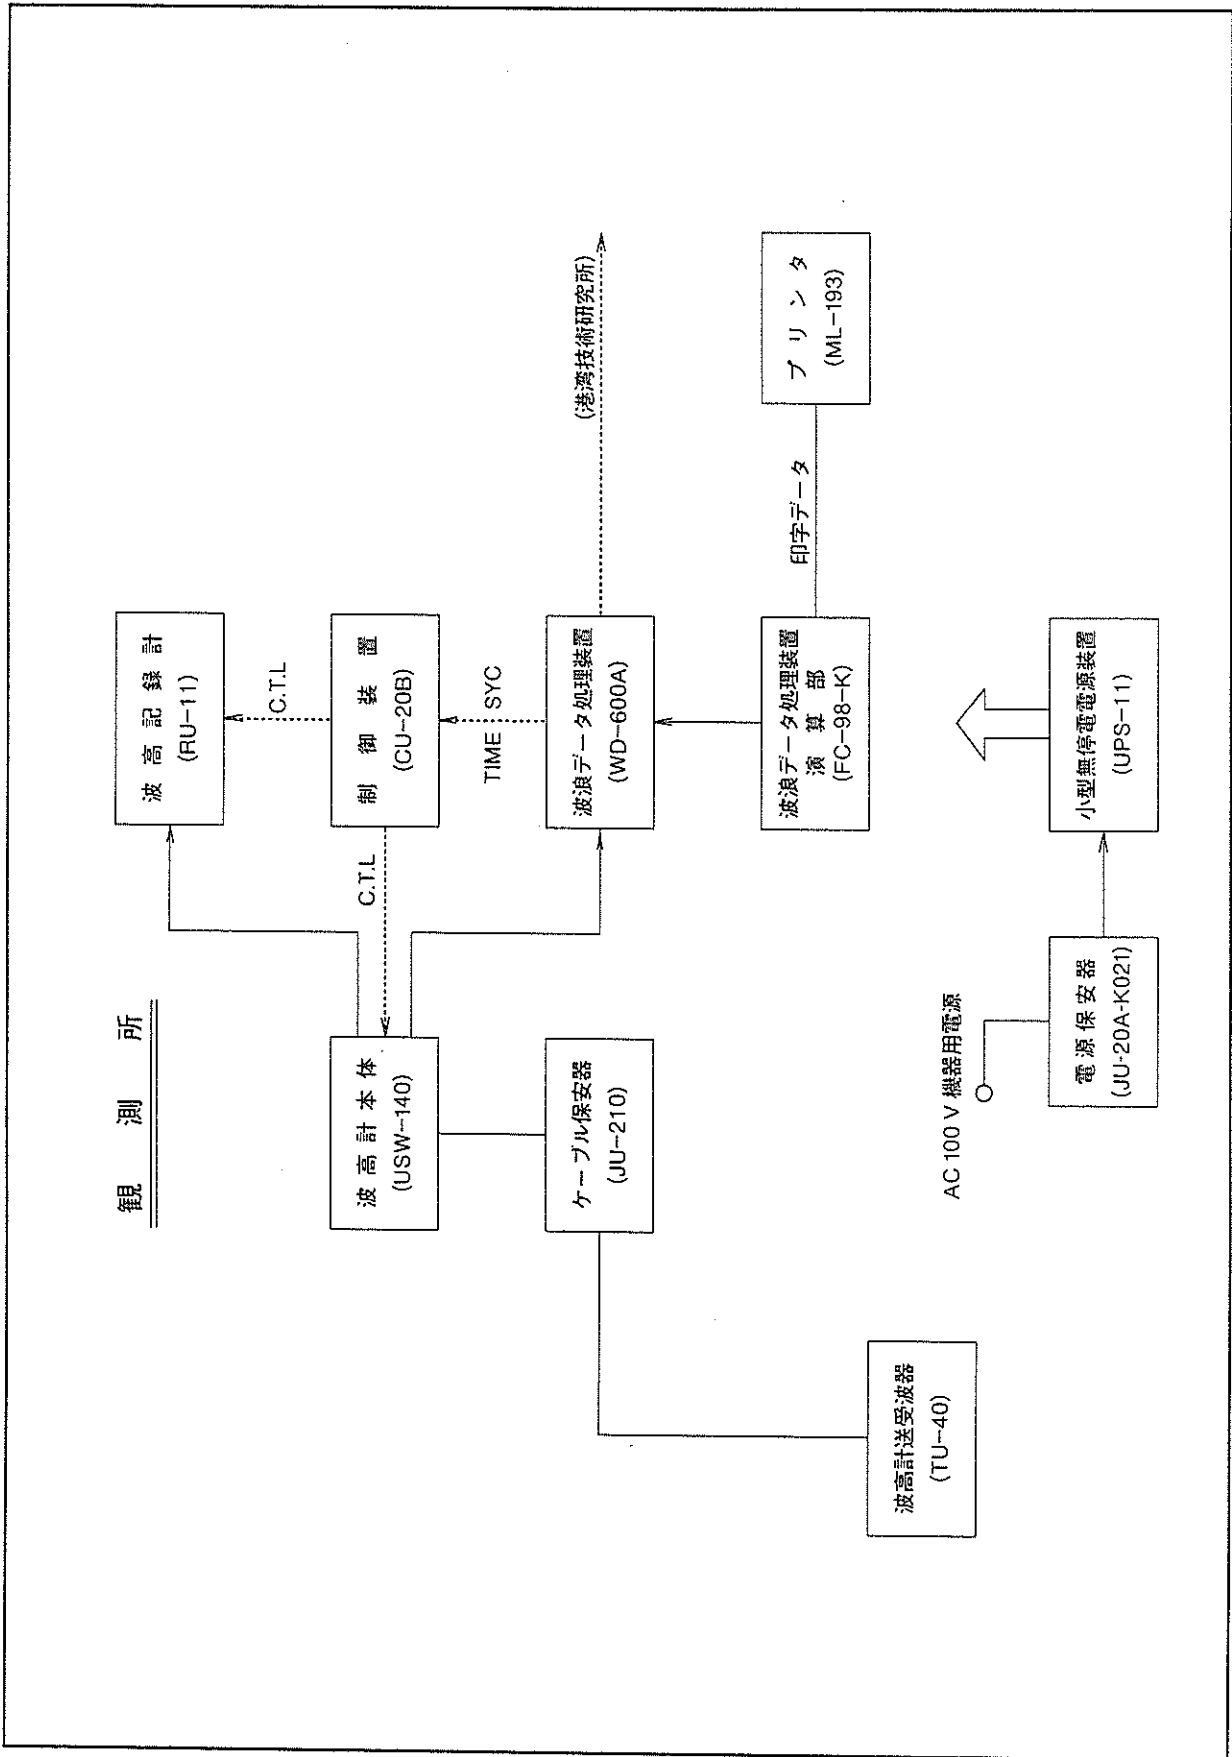 観 測 所
波 高 記 録 計
(RU-11)
C.T.L
波 高 計 本 体
(USW-140)
C.T.L
制 御 装 置
(CU-20B)
TIME SYC
ケーブル保安器
(JU-210)
波浪データ処理装置
(WD-600A)
(港湾技術研究所)
波浪データ処理装置
演 算 部
(FC-98-K)
印字データ
プ リ ン タ
(ML-193)
波高計送受波器
(TU-40)
AC 100 V 機器用電源
電 源 保 安 器
(JU-20A-K021)
小型無停電電源装置
(UPS-11)